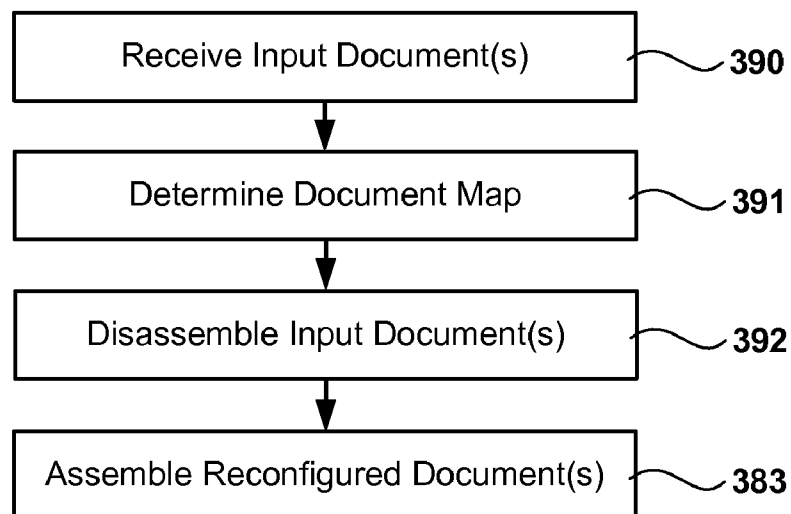 Receive Input Document(s)
390
Determine Document Map
391
Disassemble Input Document(s)
392
Assemble Reconfigured Document(s)
383